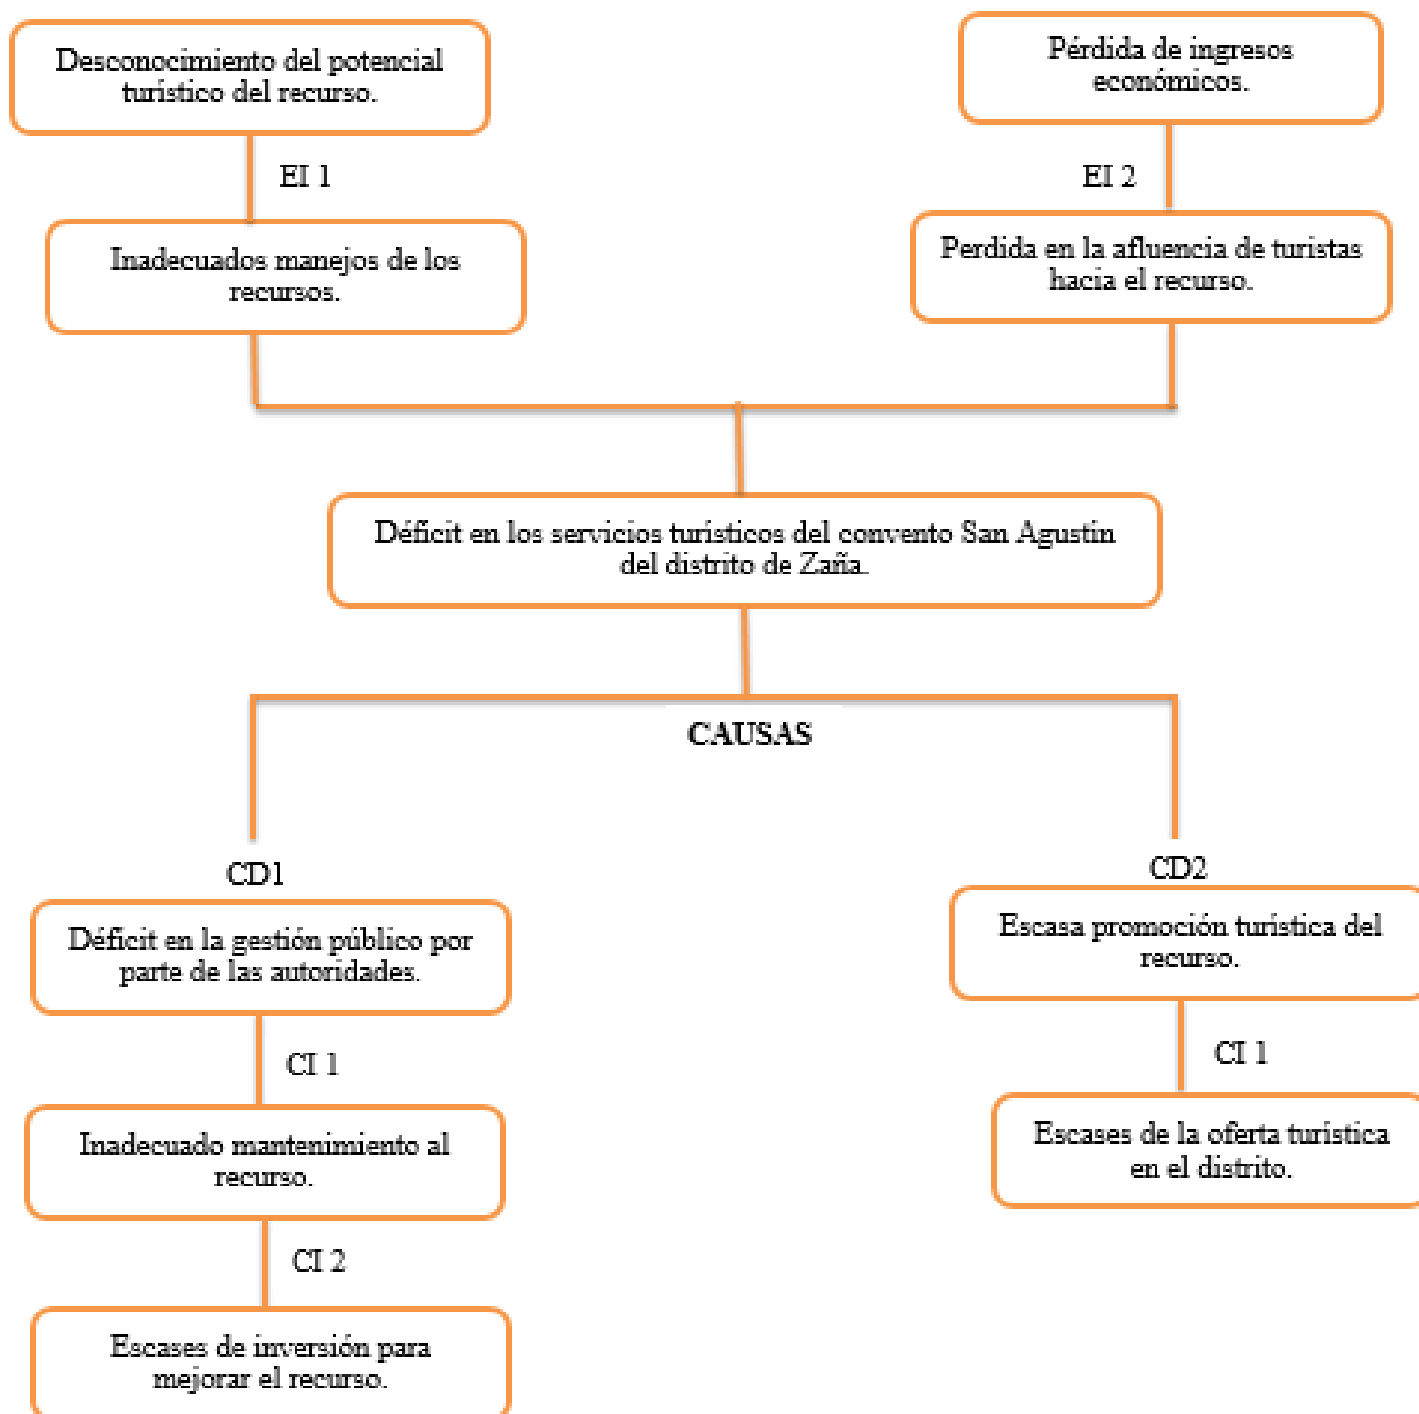 Desconocimiento del potencial
turístico del recurso.
Pérdida de ingresos
económicos.
EI 1
EI 2
Inadecuados manejos de los
recursos.
Perdida en la afluencia de turistas
hacia el recurso.
Déficit en los servicios turísticos del convento San Agustín
del distrito de Zaña.
CAUSAS
CD1
CD2
Déficit en la gestión público por
parte de las autoridades.
Escasa promoción turística del
recurso.
CI 1
CI 1
Inadecuado mantenimiento al
recurso.
Escases de la oferta turística
en el distrito.
CI 2
Escases de inversión para
mejorar el recurso.